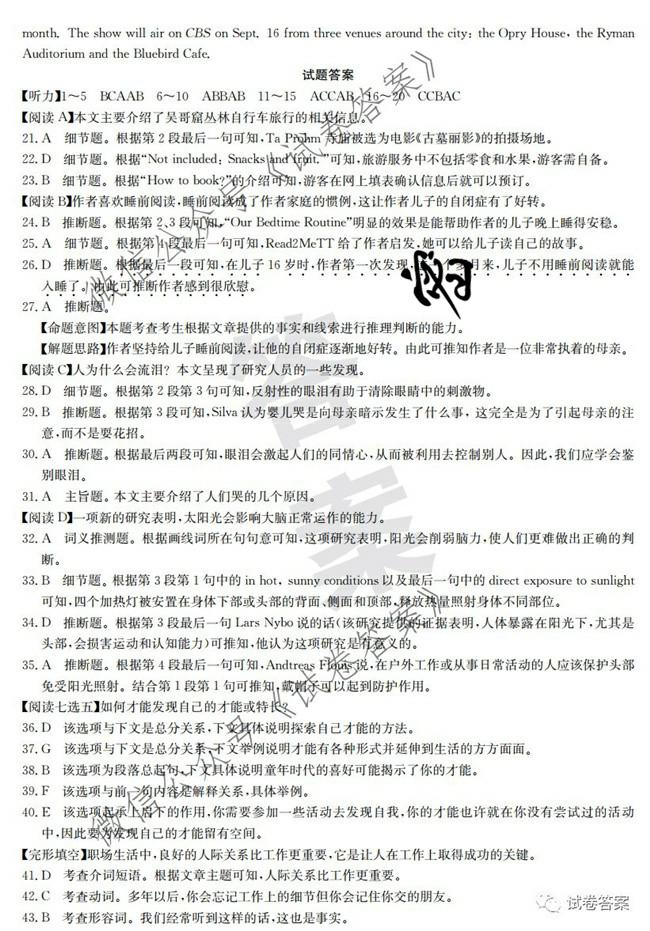 month. The show will air on CBS on Sept. 16 from three venues around the city: the Opry House, the Ryman
Auditorium and the Bluebird Cafe.
试题答案
【听力】1～5 BCAAB 6～10 ABBAB 11～15 ACCAB 16～20 CCBAC
【阅读 A】本文主要介绍了吴哥窟丛林自行车旅行的相关信息。
21. A 细节题。根据第2段最后一句可知,Ta Prohm 寺庙被选为电影《古墓丽影》的拍摄场地。
22. D 细节题。根据“Not included: Snacks and fruit.”可知,旅游服务中不包括零食和水果,游客需自备。
23. B 细节题。根据“How to book?”的介绍可知,游客在网上填表确认信息后就可以预订。
【阅读 B】作者喜欢睡前阅读,睡前阅读成了作者家庭的惯例,这让作者儿子的自闭症有了好转。
24. B 推断题。根据第2、3段可知,“Our Bedtime Routine”明显的效果是能帮助作者的儿子晚上睡得安稳。
25. A 细节题。根据第4段最后一句可知,Read2MeTT 给了作者启发,她可以给儿子读自己的故事。
26. D 推断题。根据最后一段可知,在儿子16岁时,作者第一次发现,月来,儿子不用睡前阅读就能
入睡了。由此可推断作者感到很欣慰。
27. A 推断题。
【命题意图】本题考查考生根据文章提供的事实和线索进行推理判断的能力。
【解题思路】作者坚持给儿子睡前阅读,让他的自闭症逐渐地好转。由此可推知作者是一位非常执着的母亲。
【阅读 C】人为什么会流泪？本文呈现了研究人员的一些发现。
28. D 细节题。根据第2段第3句可知,反射性的眼泪有助于清除眼睛中的刺激物。
29. B 推断题。根据第3段可知,Silva 认为婴儿哭是向母亲暗示发生了什么事，这完全是为了引起母亲的注
意,而不是耍花招。
30. A 推断题。根据最后两段可知,眼泪会激起人们的同情心,从而被利用去控制别人。因此,我们应学会鉴
别眼泪。
31. A 主旨题。本文主要介绍了人们哭的几个原因。
【阅读 D】一项新的研究表明,太阳光会影响大脑正常运作的能力。
32. A 词义推测题。根据画线词所在句句意可知,这项研究表明,阳光会削弱脑力,使人们更难做出正确的判
断。
33. B 细节题。根据第3段第1句中的 in hot, sunny conditions 以及最后一句中的 direct exposure to sunlight
可知,四个加热灯被安置在身体下部或头部的背面、侧面和顶部,释放热量照射身体不同部位。
34. D 推断题。根据第3段最后一句 Lars Nybo 说的话(该研究提供的证据表明,人体暴露在阳光下,尤其是
头部,会损害运动和认知能力)可推知,他认为这项研究是有意义的。
35. A 推断题。根据第4段最后一句可知,Andreas Flouris 说,在户外工作或从事日常活动的人应该保护头部
免受阳光照射。结合第1段第1句可推知,戴帽子可以起到防护作用。
【阅读七选五】如何才能发现自己的才能或特长?
36. D 该选项与下文是总分关系,下文具体说明探索自己才能的方法。
37. G 该选项与下文是总分关系,下文举例说明才能有各种形式并延伸到生活的方方面面。
38. B 该选项为段落总起句,下文具体说明童年时代的喜好可能揭示了你的才能。
39. F 该选项与前一句内容是解释关系,具体举例。
40. E 该选项起承上启下的作用,你需要参加一些活动去发现自我,你的才能也许就在你没有尝试过的活动
中,因此要为发现自己的才能留有空间。
【完形填空】职场生活中,良好的人际关系比工作更重要,它是让人在工作上取得成功的关键。
41. D 考查介词短语。根据文章主题可知,人际关系比工作更重要。
42. C 考查动词。多年以后,你会忘记工作上的细节但你会记住你交的朋友。
43. B 考查形容词。我们经常听到这样的话,这也是事实。
微信公众号《试卷答案》
微信公众号《试卷答案》
答案
试卷答案